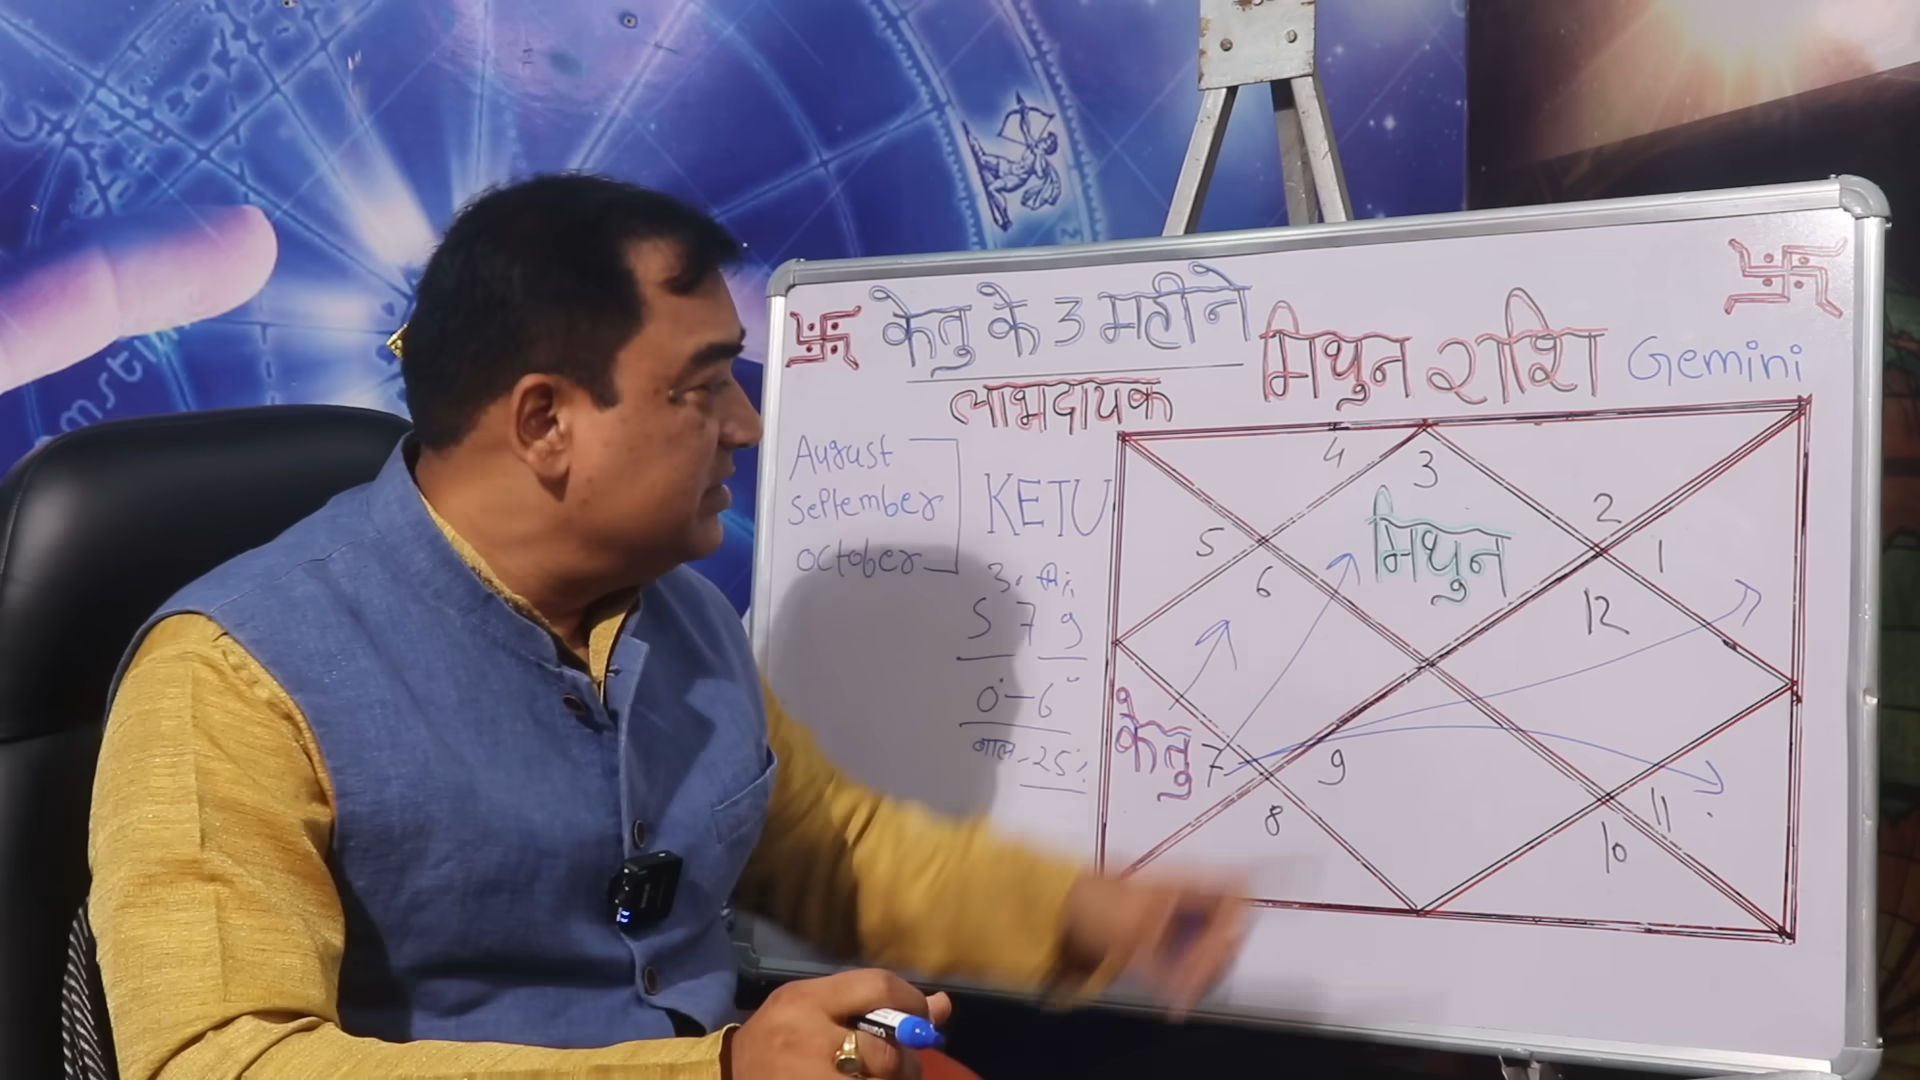 केतु के 3 महीने
लाभदायक
मिथुन राशि Gemini
August
September
October
KETU
5 7 9
0°-6°
25%
4
3
2
5
6
मिथुन
1
12
केतु
7
9
8
11
10